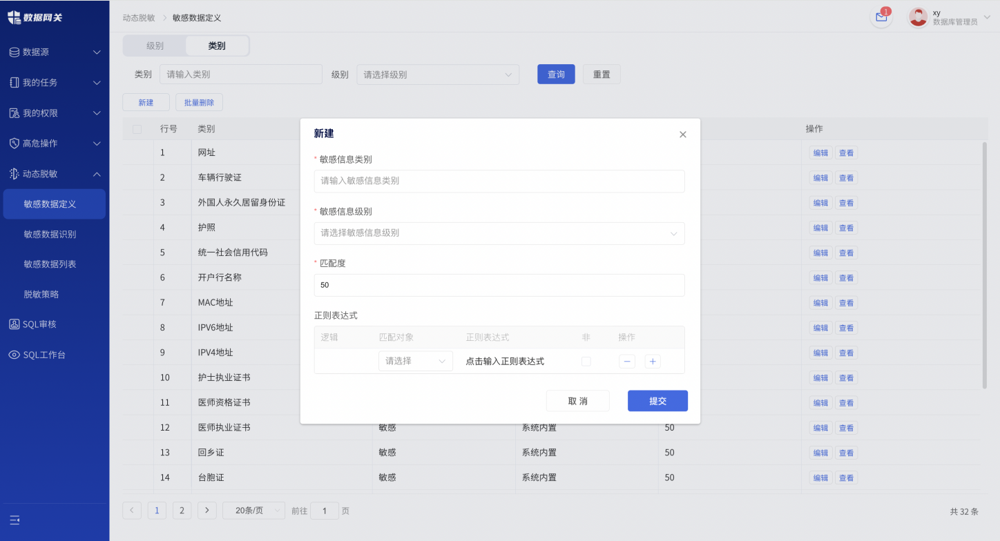 数据网关
动态脱敏 > 敏感数据定义
1
xy
数据库管理员
数据源
我的任务
我的权限
高危操作
动态脱敏
敏感数据定义
敏感数据识别
敏感数据列表
脱敏策略
SQL审核
SQL工作台
级别 类别
类别 请输入类别 级别 请选择级别 查询 重置
新建 批量删除
行号 类别 操作
1 网址 编辑 查看
2 车辆行驶证 编辑 查看
3 外国人永久居留身份证 编辑 查看
4 护照 编辑 查看
5 统一社会信用代码 编辑 查看
6 开户行名称 编辑 查看
7 MAC地址 编辑 查看
8 IPV6地址 编辑 查看
9 IPV4地址 编辑 查看
10 护士执业证书 编辑 查看
11 医师资格证书 编辑 查看
12 医师执业证书 敏感 系统内置 50 编辑 查看
13 回乡证 敏感 系统内置 50 编辑 查看
14 台胞证 敏感 系统内置 50 编辑 查看
新建
* 敏感信息类别
请输入敏感信息类别
* 敏感信息级别
请选择敏感信息级别
* 匹配度
50
正则表达式
逻辑 匹配对象 正则表达式 非 操作
请选择 点击输入正则表达式
取 消 提交
1 2 20条/页 前往 1 页
共 32 条